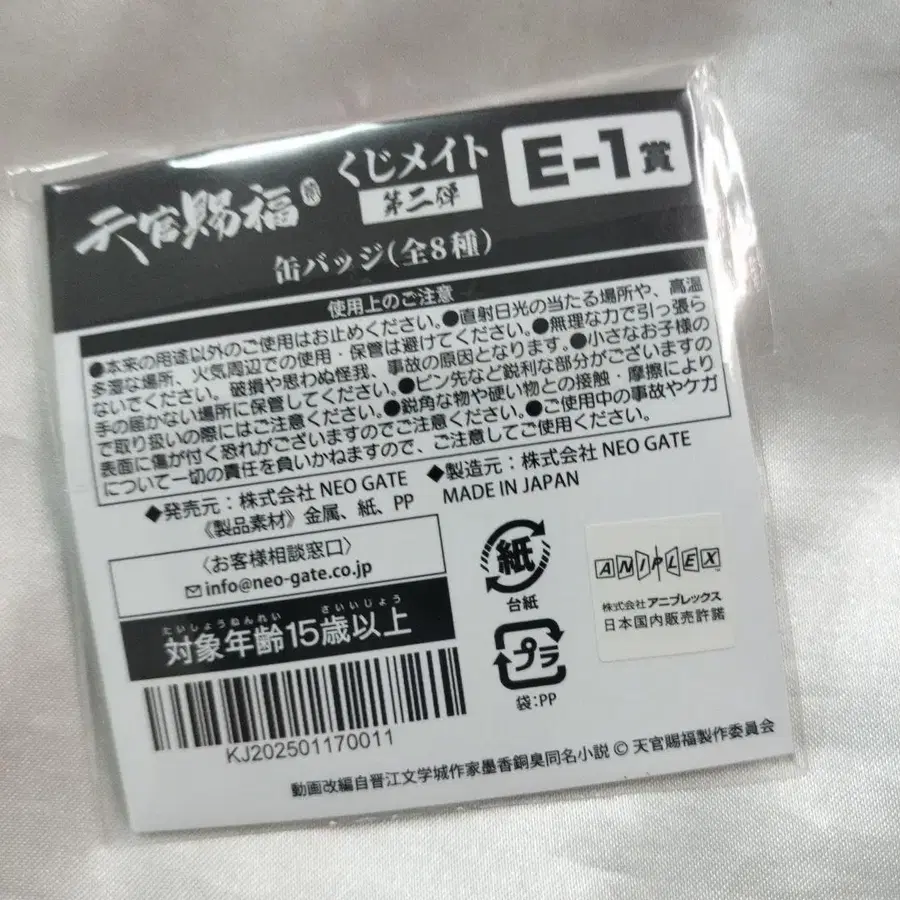 天官賜福
くじメイト
第二弾
E-1賞
缶バッジ(全8種)
使用上のご注意
●本来の用途以外のご使用はお止めください。●直射日光の当たる場所や、高温
多湿な場所、火気周辺での使用・保管は避けてください。●無理な力で引っ張ら
ないでください。破損や思わぬ怪我、事故の原因となります。●小さなお子様の
手の届かない場所に保管してください。●ピン先など鋭利な部分がございますの
で取り扱いの際にはご注意ください。●鋭角な物や硬い物との接触・摩擦により
表面に傷が付く恐れがございますのでご注意ください。●ご使用中の事故やケガ
について一切の責任を負いかねますので、ご注意してご使用ください。
◆発売元:株式会社 NEO GATE
◆製造元:株式会社 NEO GATE
《製品素材》金属、紙、PP
MADE IN JAPAN
〈お客様相談窓口〉
info@neo-gate.co.jp
たいしょうねんれい さいいじょう
対象年齢15歳以上
KJ202501170011
紙
台紙
プラ
袋:PP
ANIPLEX
株式会社 アニプレックス
日本国内販売許諾
動画改編自晋江文学城作家墨香銅臭同名小説 © 天官賜福製作委員会